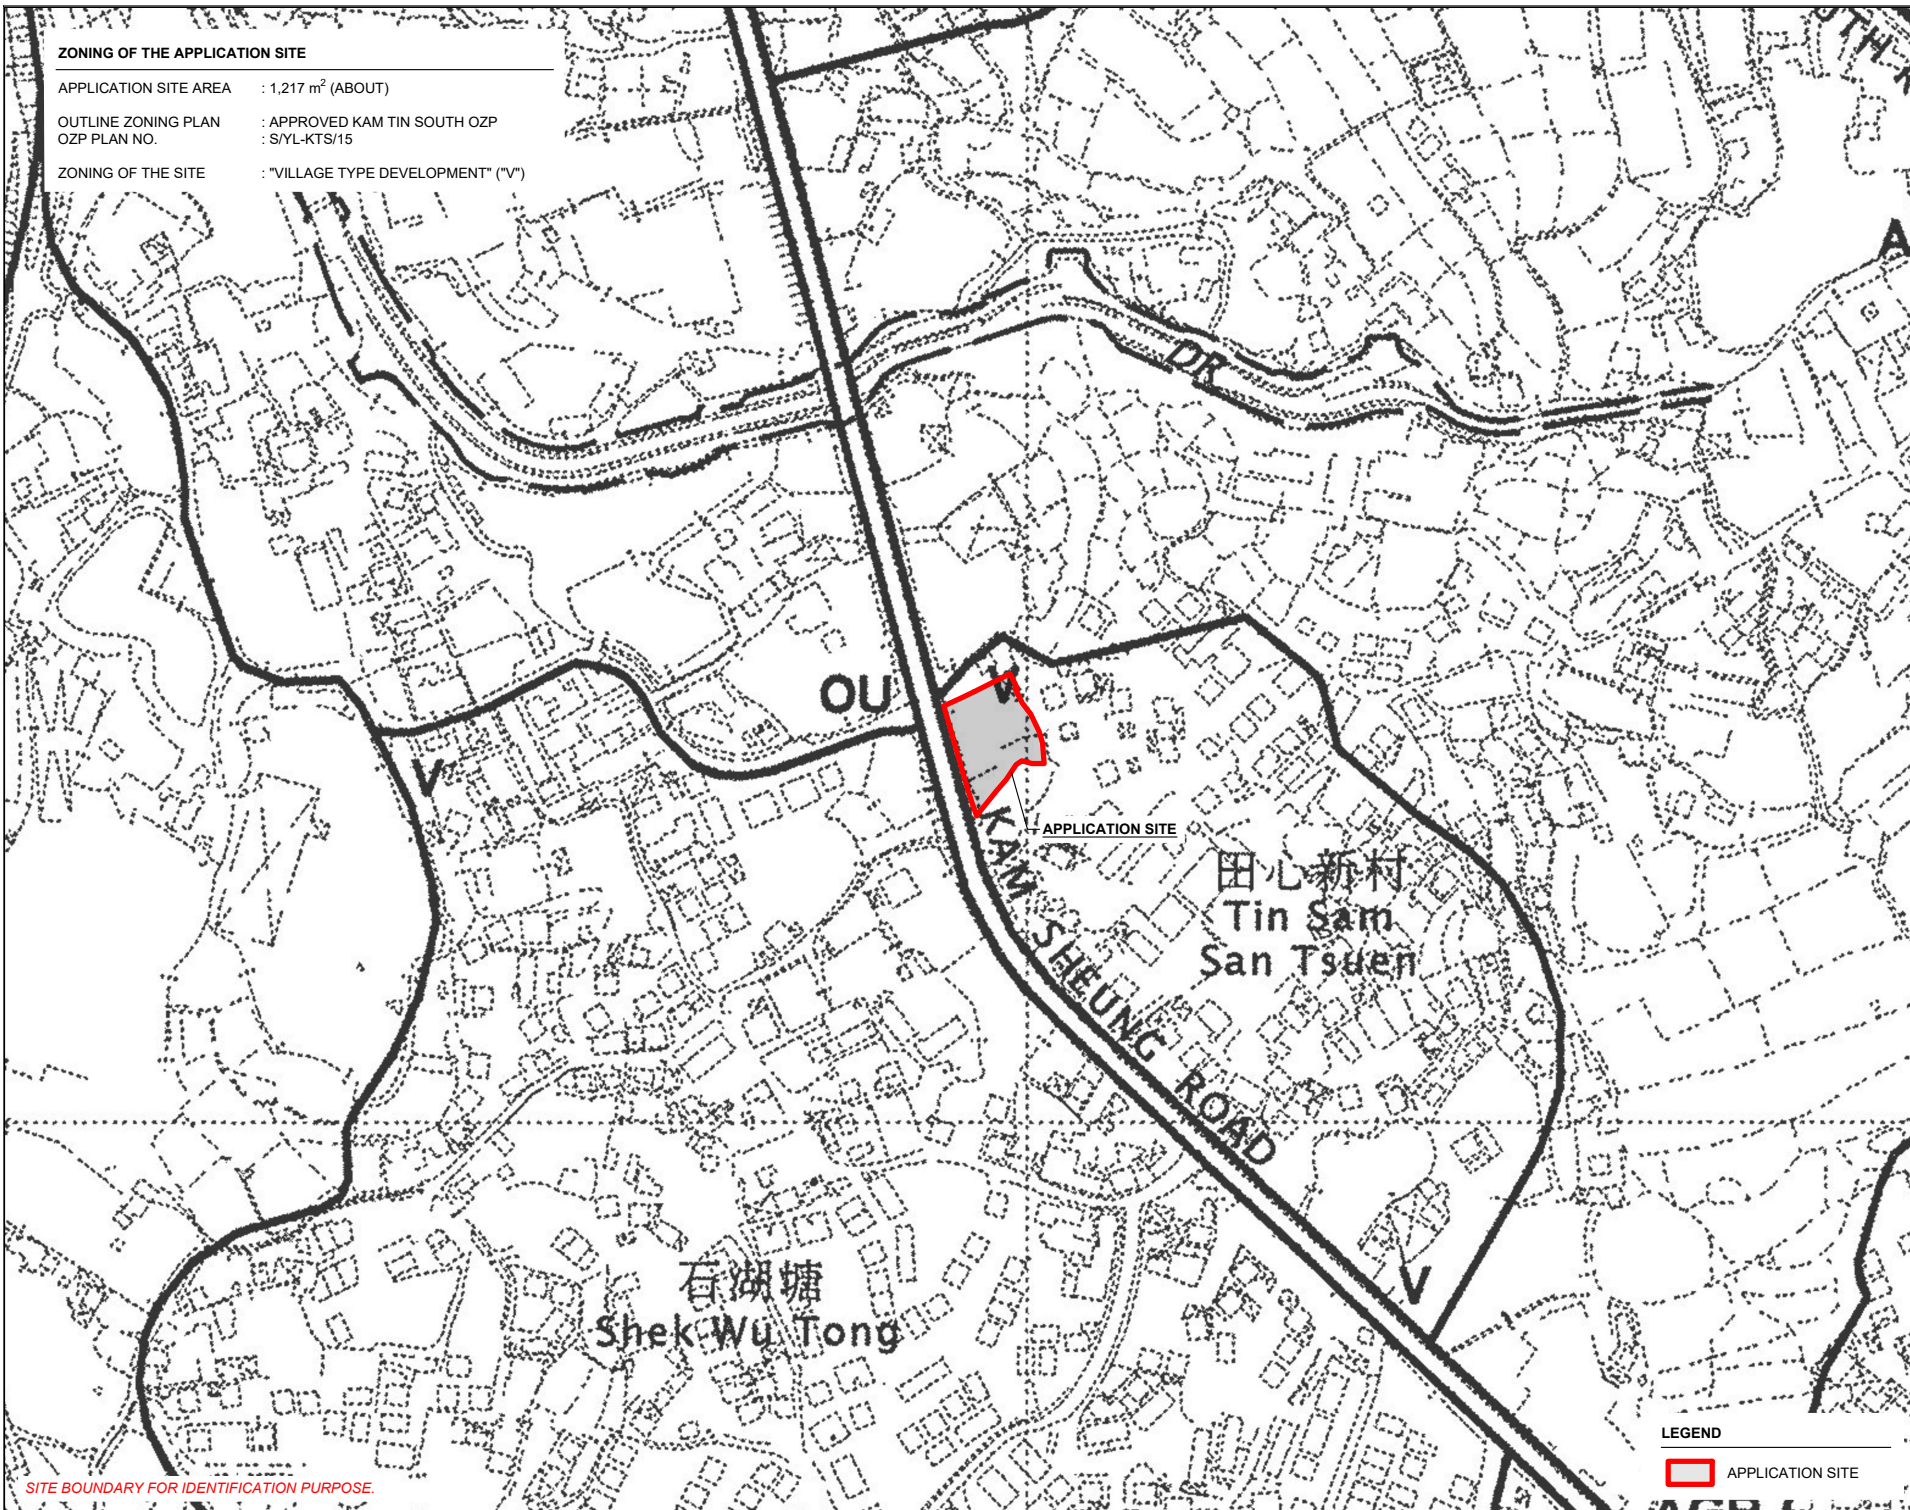 ZONING OF THE APPLICATION SITE
APPLICATION SITE AREA : 1,217 m² (ABOUT)
OUTLINE ZONING PLAN : APPROVED KAM TIN SOUTH OZP
OZP PLAN NO. : S/YL-KTS/15
ZONING OF THE SITE : "VILLAGE TYPE DEVELOPMENT" ("V")
A
DR
OU
V
V
APPLICATION SITE
KAM SHEUNG ROAD
田心新村
Tin Sam
San Tsuen
石湖塘
Shek Wu Tong
V
LEGEND
APPLICATION SITE
SITE BOUNDARY FOR IDENTIFICATION PURPOSE.